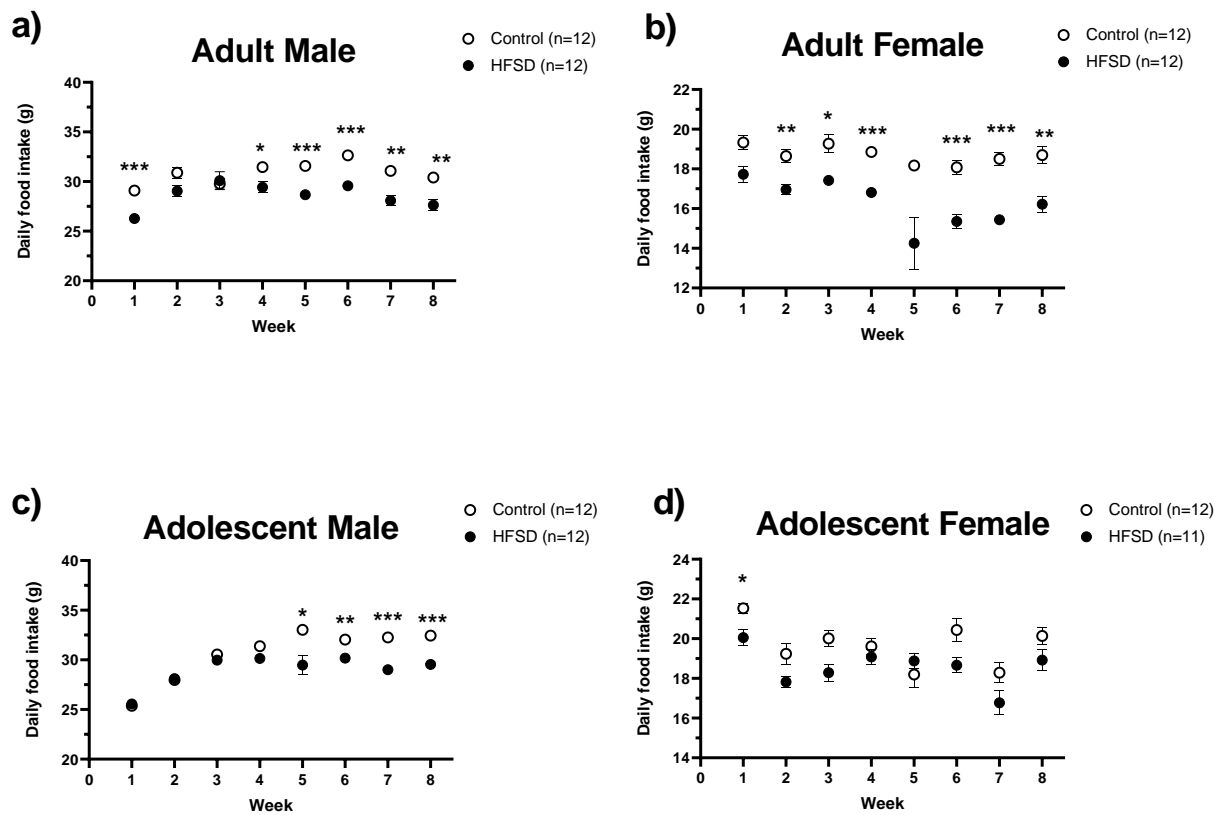 a)
Adult Male
Control (n=12)
HFSD (n=12)
Daily food intake (g)
40
35
30
25
20
*** * *** *** ** **
0 1 2 3 4 5 6 7 8
Week
b)
Adult Female
Control (n=12)
HFSD (n=12)
Daily food intake (g)
22
20
18
16
14
12
** * *** *** *** **
0 1 2 3 4 5 6 7 8
Week
c)
Adolescent Male
Control (n=12)
HFSD (n=12)
Daily food intake (g)
40
35
30
25
20
* ** *** ***
0 1 2 3 4 5 6 7 8
Week
d)
Adolescent Female
Control (n=12)
HFSD (n=11)
Daily food intake (g)
24
22
20
18
16
14
*
0 1 2 3 4 5 6 7 8
Week